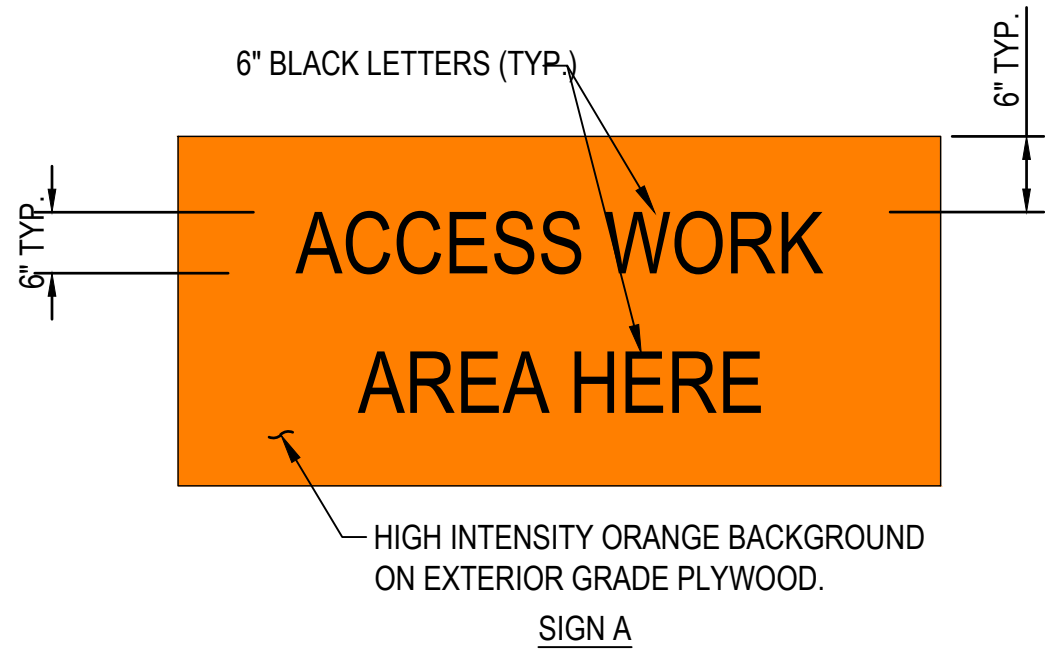 6" BLACK LETTERS (TYP.)
6" TYP.
6" TYP.
ACCESS WORK
AREA HERE
HIGH INTENSITY ORANGE BACKGROUND
ON EXTERIOR GRADE PLYWOOD.
SIGN A